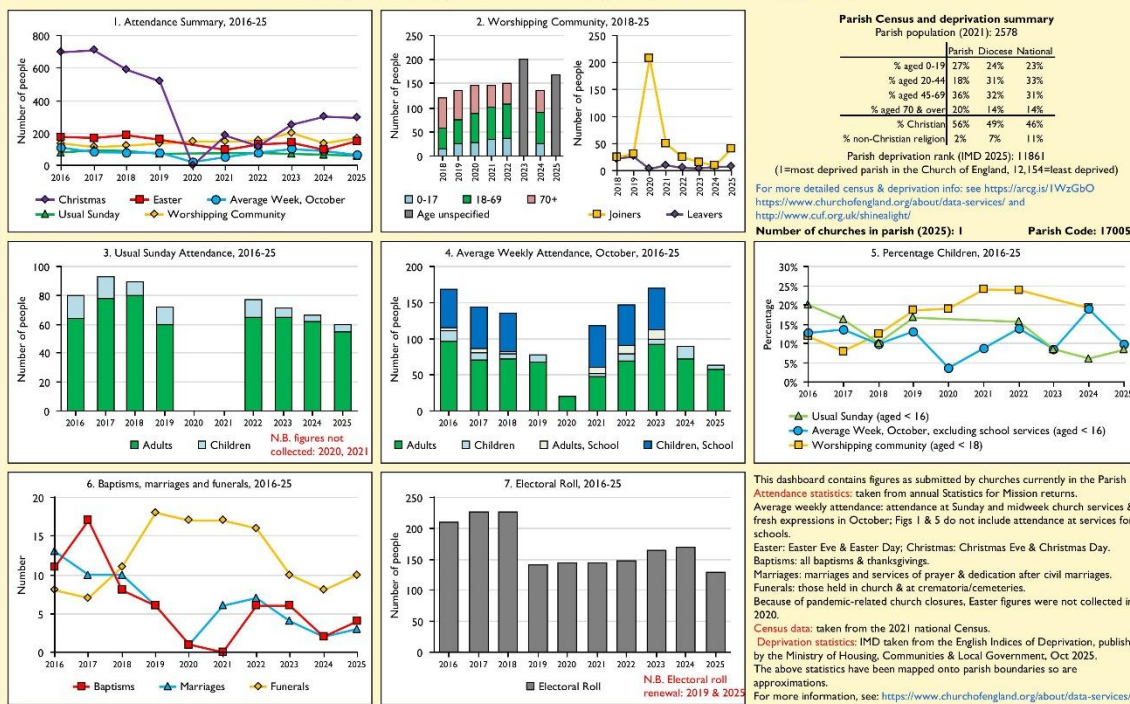 1. Attendance Summary, 2016-25
Number of people
800
600
400
200
0
2016 2017 2018 2019 2020 2021 2022 2023 2024 2025
Christmas Easter Average Week, October
Usual Sunday Worshipping Community
2. Worshipping Community, 2018-25
Number of people
250
200
150
100
50
0
2018 2019 2020 2021 2022 2023 2024 2025
0-17 18-69 70+
Age unspecified
Number of people
250
200
150
100
50
0
2018 2019 2020 2021 2022 2023 2024 2025
Joiners Leavers
Parish Census and deprivation summary
Parish population (2021): 2578
Parish Diocese National
% aged 0-19 27% 24% 23%
% aged 20-44 18% 31% 33%
% aged 45-69 36% 32% 31%
% aged 70 & over 20% 14% 14%
% Christian 56% 49% 46%
% non-Christian religion 2% 7% 11%
Parish deprivation rank (IMD 2025): 11861
(1=most deprived parish in the Church of England, 12,154=least deprived)
For more detailed census & deprivation info: see https://arcg.is/1WzGbO
https://www.churchofengland.org/about/data-services/ and
http://www.cuf.org.uk/shinealight/
Number of churches in parish (2025): 1 Parish Code: 17005
3. Usual Sunday Attendance, 2016-25
Number of people
100
80
60
40
20
0
2016 2017 2018 2019 2020 2021 2022 2023 2024 2025
Adults Children
N.B. figures not
collected: 2020, 2021
4. Average Weekly Attendance, October, 2016-25
Number of people
200
150
100
50
0
2016 2017 2018 2019 2020 2021 2022 2023 2024 2025
Adults Children Adults, School Children, School
5. Percentage Children, 2016-25
Percentage
30%
25%
20%
15%
10%
5%
0%
2016 2017 2018 2019 2020 2021 2022 2023 2024 2025
Usual Sunday (aged < 16)
Average Week, October, excluding school services (aged < 16)
Worshipping community (aged < 18)
6. Baptisms, marriages and funerals, 2016-25
Number
20
15
10
5
0
2016 2017 2018 2019 2020 2021 2022 2023 2024 2025
Baptisms Marriages Funerals
7. Electoral Roll, 2016-25
Number of people
250
200
150
100
50
0
2016 2017 2018 2019 2020 2021 2022 2023 2024 2025
Electoral Roll
N.B. Electoral roll
renewal: 2019 & 2025
This dashboard contains figures as submitted by churches currently in the Parish
Attendance statistics: taken from annual Statistics for Mission returns.
Average weekly attendance: attendance at Sunday and midweek church services &
fresh expressions in October; Figs 1 & 5 do not include attendance at services for
schools.
Easter: Easter Eve & Easter Day; Christmas: Christmas Eve & Christmas Day.
Baptisms: all baptisms & thanksgivings.
Marriages: marriages and services of prayer & dedication after civil marriages.
Funerals: those held in church & at crematoria/cemeteries.
Because of pandemic-related church closures, Easter figures were not collected in
2020.
Census data: taken from the 2021 national Census.
Deprivation statistics: IMD taken from the English Indices of Deprivation, publish
by the Ministry of Housing, Communities & Local Government, Oct 2025.
The above statistics have been mapped onto parish boundaries so are
approximations.
For more information, see: https://www.churchofengland.org/about/data-services/